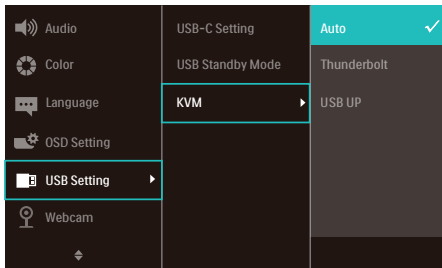 Audio
Color
Language
OSD Setting
USB Setting
Webcam
USB-C Setting
USB Standby Mode
KVM
Auto
Thunderbolt
USB UP